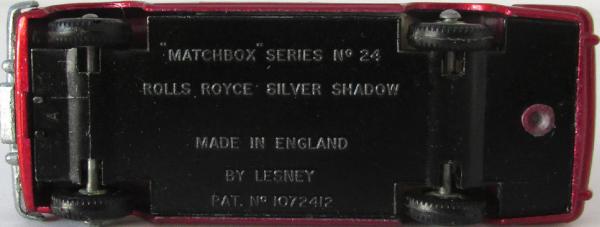 "MATCHBOX" SERIES Nº 24
ROLLS ROYCE SILVER SHADOW
MADE IN ENGLAND
BY LESNEY
PAT. Nº 1072412
A